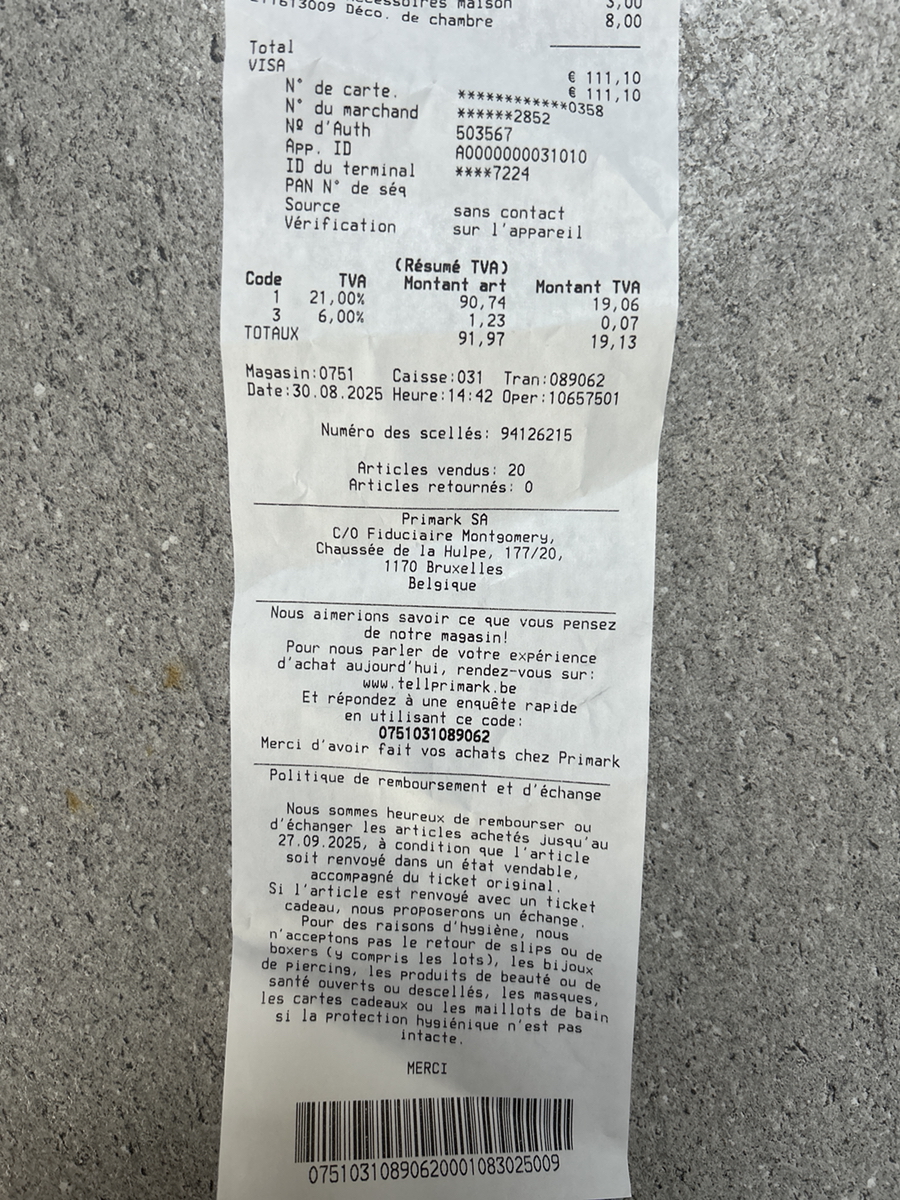 Accessoires maison 3,00
Déco. de chambre 8,00
Total € 111,10
VISA € 111,10
N° de carte. ************0358
N° du marchand ******2852
Nº d'Auth 503567
App. ID A0000000031010
ID du terminal ****7224
PAN N° de séq
Source sans contact
Vérification sur l'appareil
(Résumé TVA)
Code TVA Montant art Montant TVA
1 21,00% 90,74 19,06
3 6,00% 1,23 0,07
TOTAUX 91,97 19,13
Magasin:0751 Caisse:031 Tran:089062
Date:30.08.2025 Heure:14:42 Oper:10657501
Numéro des scellés: 94126215
Articles vendus: 20
Articles retournés: 0
Primark SA
C/O Fiduciaire Montgomery,
Chaussée de la Hulpe, 177/20,
1170 Bruxelles
Belgique
Nous aimerions savoir ce que vous pensez
de notre magasin!
Pour nous parler de votre expérience
d'achat aujourd'hui, rendez-vous sur:
www.tellprimark.be
Et répondez à une enquête rapide
en utilisant ce code:
0751031089062
Merci d'avoir fait vos achats chez Primark
Politique de remboursement et d'échange
Nous sommes heureux de rembourser ou
d'échanger les articles achetés jusqu'au
27.09.2025, à condition que l'article
soit renvoyé dans un état vendable,
accompagné du ticket original.
Si l'article est renvoyé avec un ticket
cadeau, nous proposerons un échange.
Pour des raisons d'hygiène, nous
n'acceptons pas le retour de slips ou de
boxers (y compris les lots), les bijoux
de piercing, les produits de beauté ou de
santé ouverts ou descellés, les masques,
les cartes cadeaux ou les maillots de bain
si la protection hygiénique n'est pas
intacte.
MERCI
07510310890620001083025009